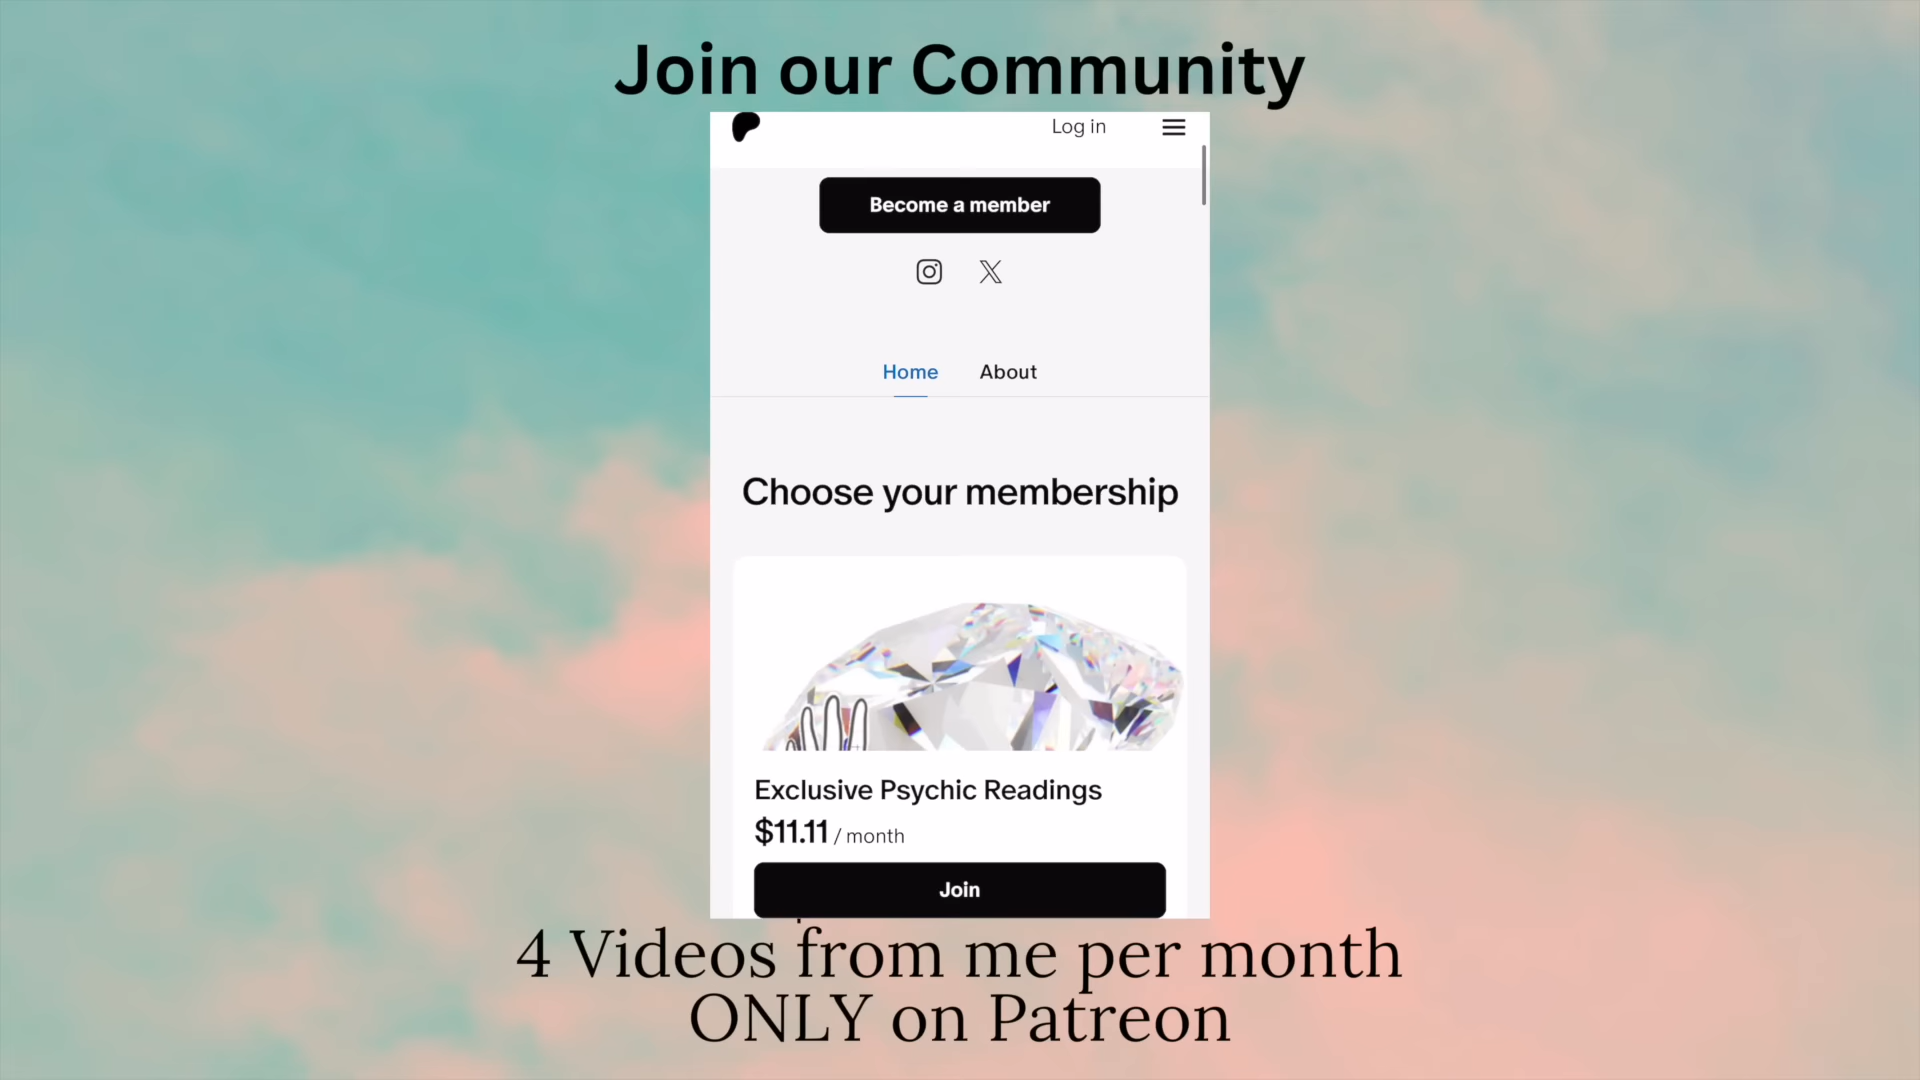 Join our Community
Log in
Become a member
Home About
Choose your membership
Exclusive Psychic Readings
$11.11 / month
Join
4 Videos from me per month
ONLY on Patreon